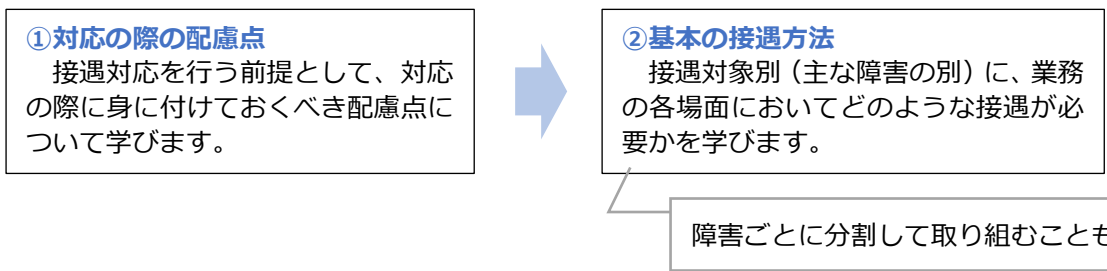 ①対応の際の配慮点
接遇対応を行う前提として、対応
の際に身に付けておくべき配慮点に
ついて学びます。
②基本の接遇方法
接遇対象別（主な障害の別）に、業務
の各場面においてどのような接遇が必
要かを学びます。
障害ごとに分割して取り組むことも